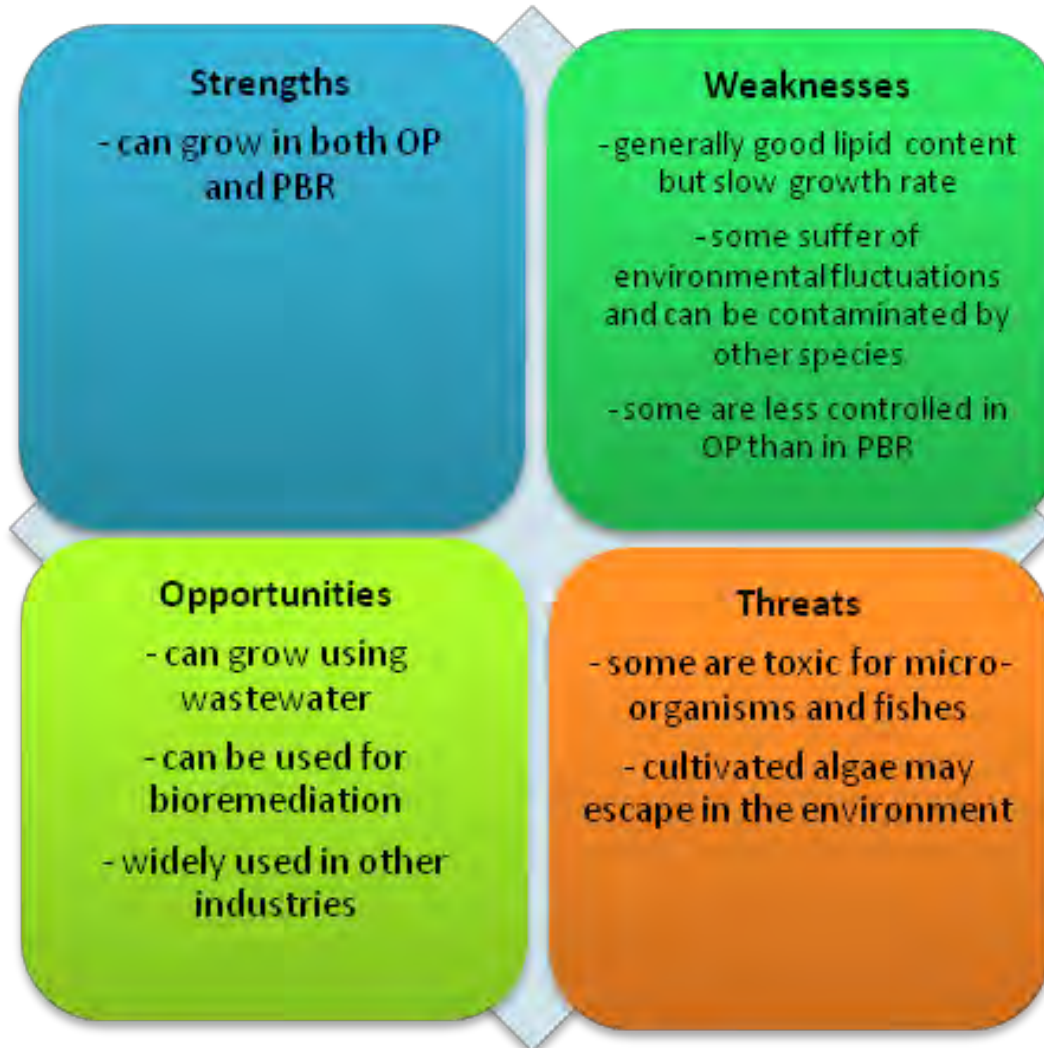 Strengths
- can grow in both OP
and PBR
Weaknesses
- generally good lipid content
but slow growth rate
- some suffer of
environmental fluctuations
and can be contaminated by
other species
- some are less controlled in
OP than in PBR
Opportunities
- can grow using
wastewater
- can be used for
bioremediation
- widely used in other
industries
Threats
- some are toxic for micro-
organisms and fishes
- cultivated algae may
escape in the environment